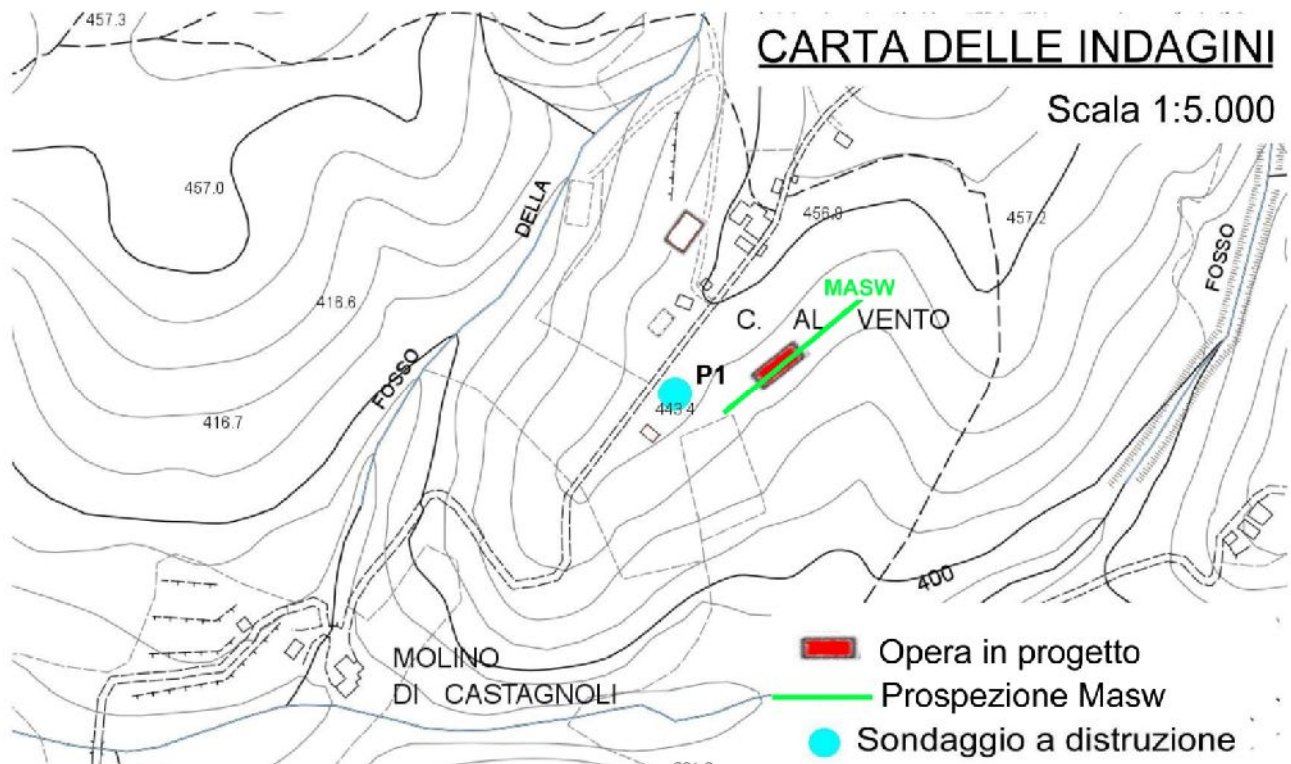 457.3
CARTA DELLE INDAGINI
Scala 1:5.000
457.0
DELLA
456.8
457.2
FOSSO
416.6
MASW
C. AL VENTO
FOSSO
P1
443.4
416.7
400
MOLINO
DI CASTAGNOLI
Opera in progetto
Prospezione Masw
Sondaggio a distruzione